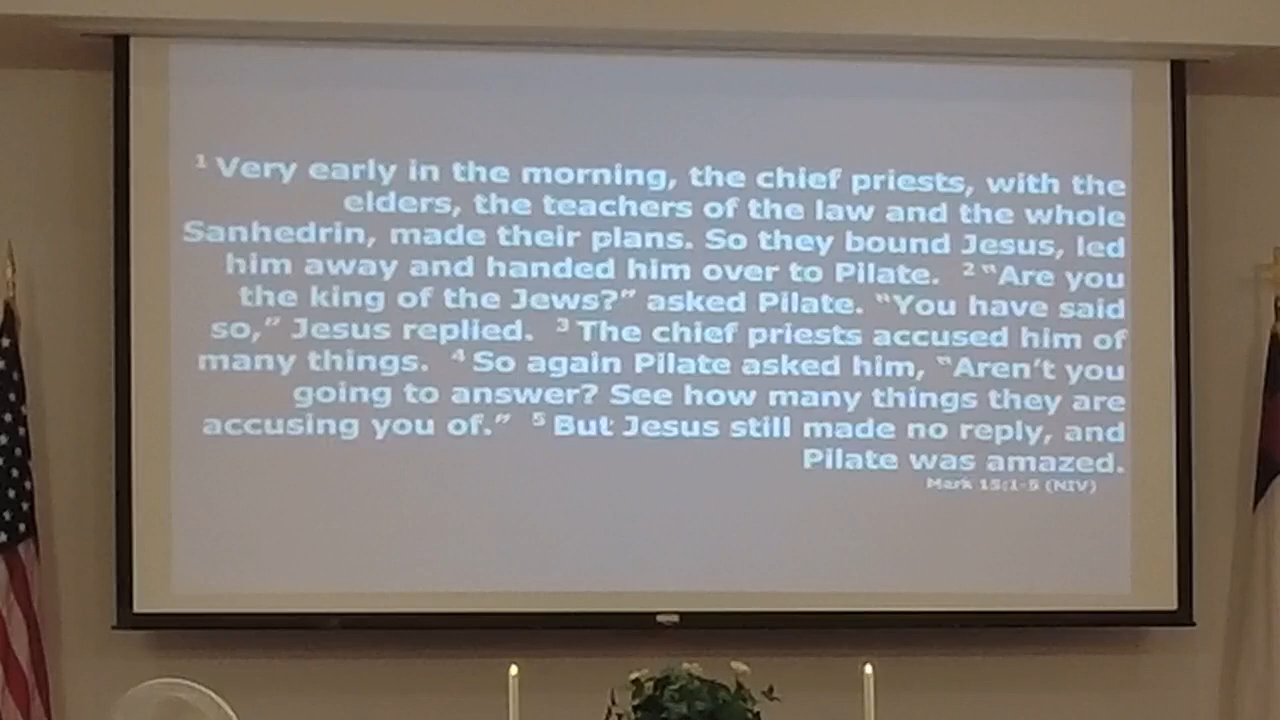 1 Very early in the morning, the chief priests, with the
elders, the teachers of the law and the whole
Sanhedrin, made their plans. So they bound Jesus, led
him away and handed him over to Pilate. 2 “Are you
the king of the Jews?” asked Pilate. “You have said
so,” Jesus replied. 3 The chief priests accused him of
many things. 4 So again Pilate asked him, “Aren’t you
going to answer? See how many things they are
accusing you of.” 5 But Jesus still made no reply, and
Pilate was amazed.
Mark 15:1-5 (NIV)